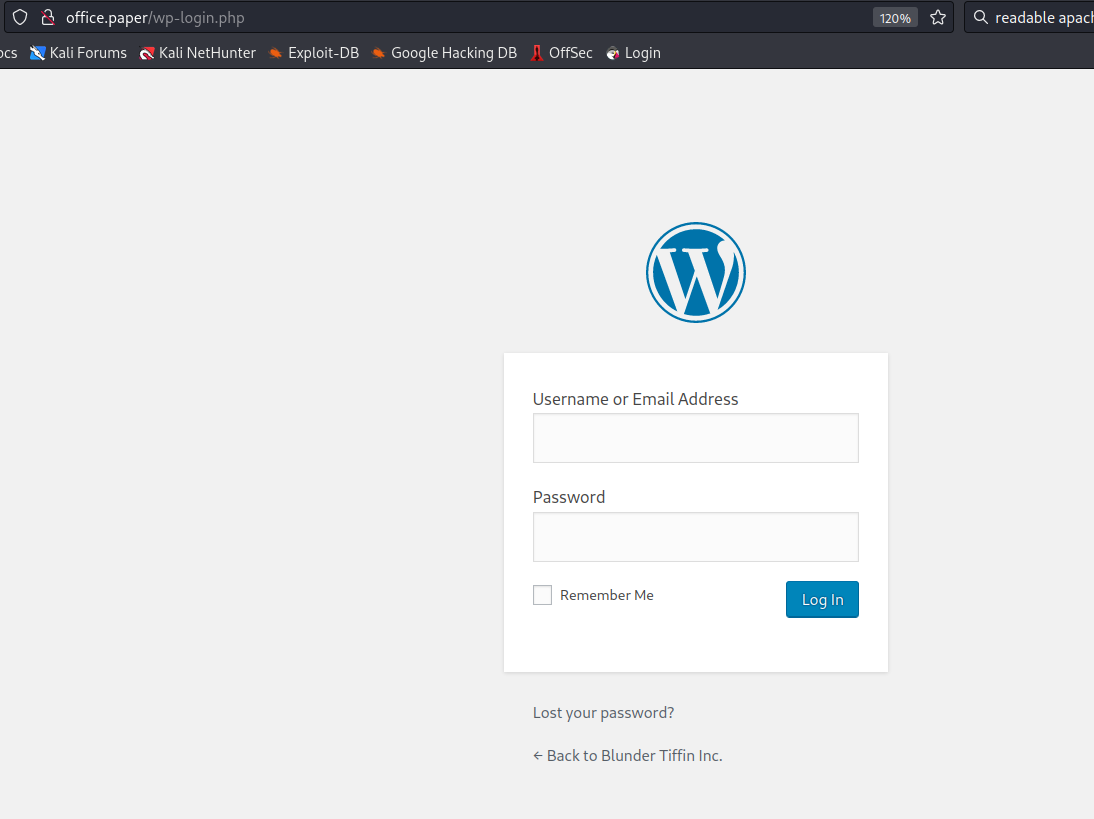 office.paper/wp-login.php 120% readable apach
ocs Kali Forums Kali NetHunter Exploit-DB Google Hacking DB OffSec Login
Username or Email Address
Password
Remember Me Log In
Lost your password?
← Back to Blunder Tiffin Inc.